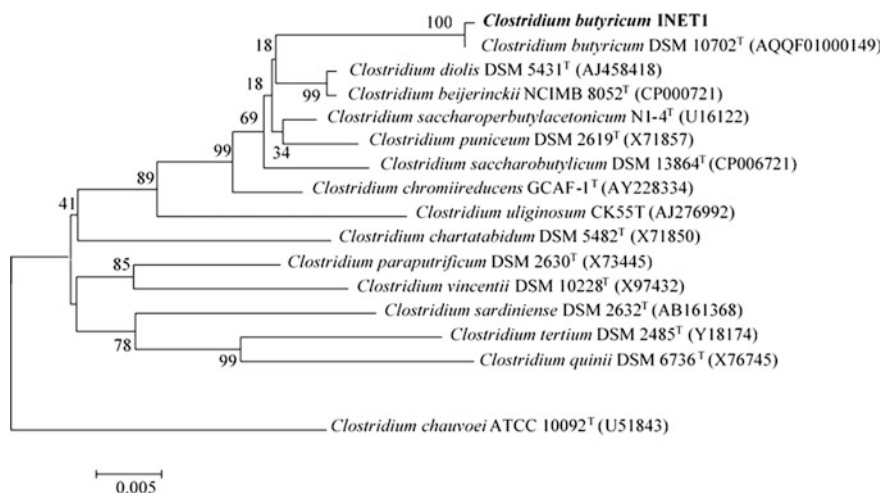 100
Clostridium butyricum INET1
18
Clostridium butyricum DSM 10702T (AQQF01000149)
Clostridium diolis DSM 5431T (AJ458418)
18
99
Clostridium beijerinckii NCIMB 8052T (CP000721)
69
Clostridium saccharoperbutylacetonicum N1-4T (U16122)
99
34
Clostridium puniceum DSM 2619T (X71857)
Clostridium saccharobutylicum DSM 13864T (CP006721)
89
Clostridium chromiireducens GCAF-1T (AY228334)
41
Clostridium uliginosum CK55T (AJ276992)
Clostridium chartatabidum DSM 5482T (X71850)
85
Clostridium paraputrificum DSM 2630T (X73445)
Clostridium vincentii DSM 10228T (X97432)
Clostridium sardiniense DSM 2632T (AB161368)
78
Clostridium tertium DSM 2485T (Y18174)
99
Clostridium quinii DSM 6736T (X76745)
Clostridium chauvoei ATCC 10092T (U51843)
0.005